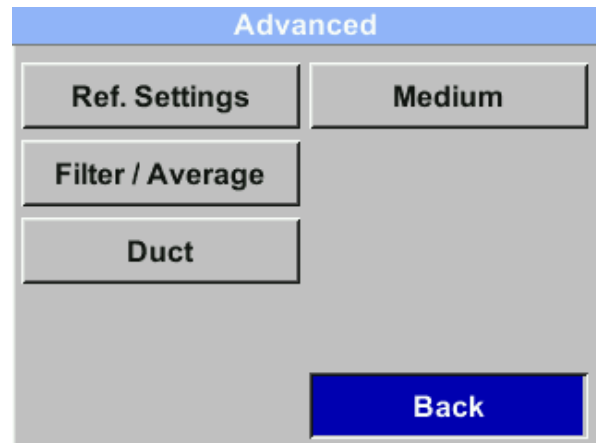 Advanced
Ref. Settings
Medium
Filter / Average
Duct
Back